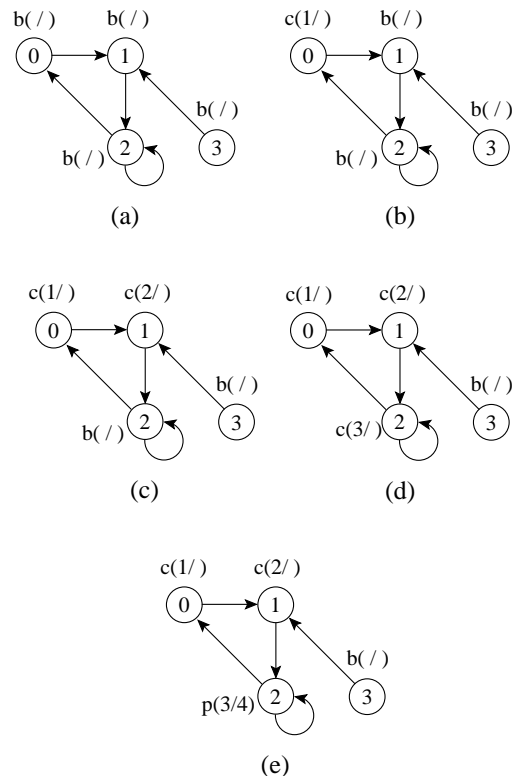 b( / ) b( / )
0 1
b( / )
b( / ) 2 3
(a)
c(1/ ) b( / )
0 1
b( / )
b( / ) 2 3
(b)
c(1/ ) c(2/ )
0 1
b( / )
b( / ) 2 3
(c)
c(1/ ) c(2/ )
0 1
b( / )
c(3/ ) 2 3
(d)
c(1/ ) c(2/ )
0 1
b( / )
p(3/4) 2 3
(e)